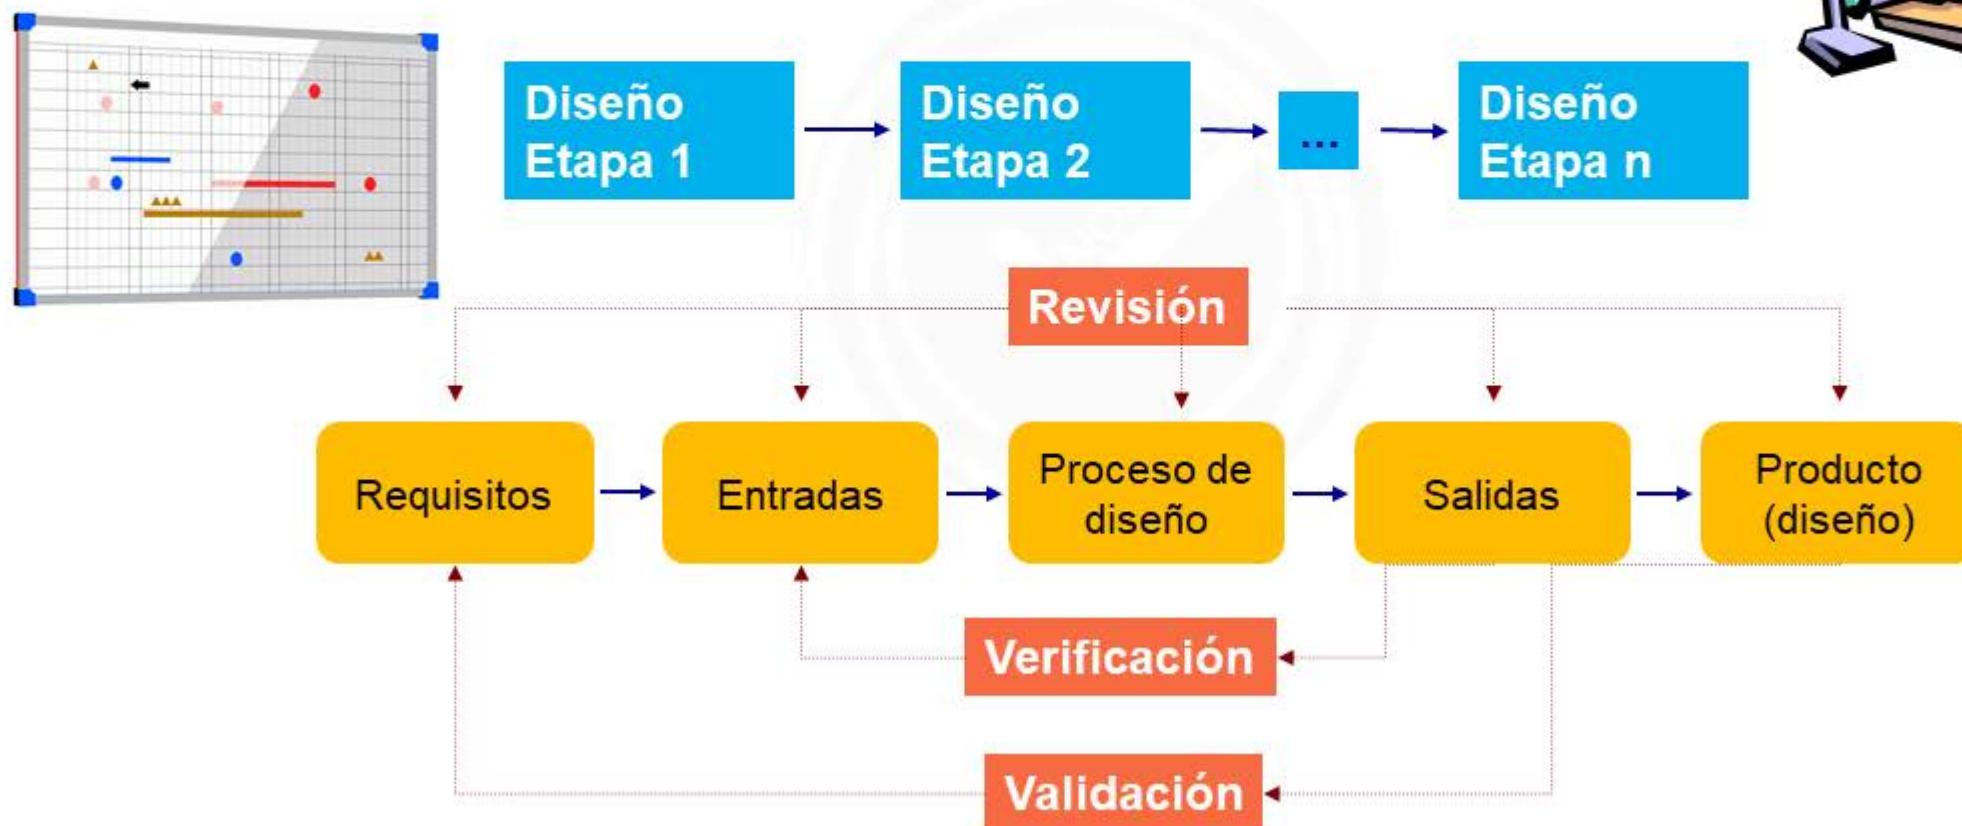 Diseño
Etapa 1
Diseño
Etapa 2
...
Diseño
Etapa n
Revisión
Requisitos
Entradas
Proceso de
diseño
Salidas
Producto
(diseño)
Verificación
Validación